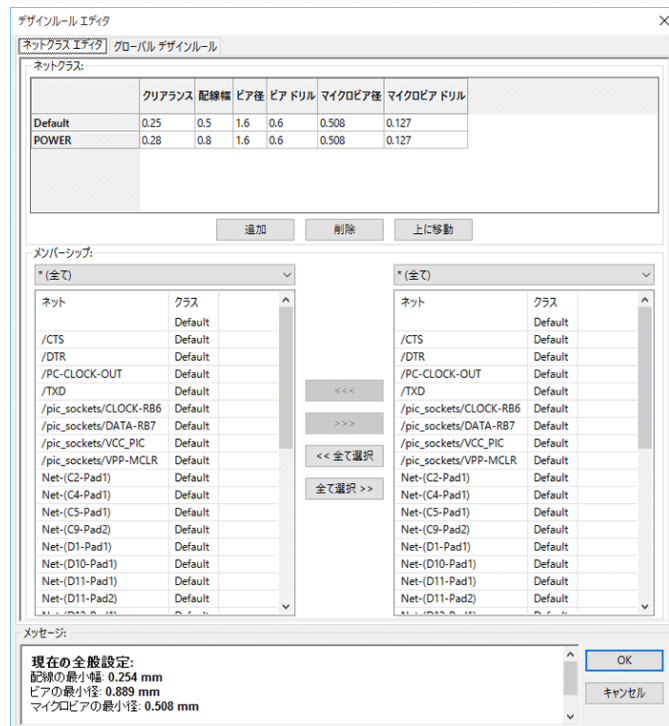 デザインルール エディタ
ネットクラス エディタ グローバル デザインルール
ネットクラス:
クリアランス 配線幅 ビア径 ビア ドリル マイクロビア径 マイクロビア ドリル
Default 0.25 0.5 1.6 0.6 0.508 0.127
POWER 0.28 0.8 1.6 0.6 0.508 0.127
追加 削除 上に移動
メンバーシップ:
* (全て) * (全て)
ネット クラス ネット クラス
Default Default
/CTS Default /CTS Default
/DTR Default /DTR Default
/PC-CLOCK-OUT Default /PC-CLOCK-OUT Default
/TXD Default <<< /TXD Default
/pic_sockets/CLOCK-RB6 Default /pic_sockets/CLOCK-RB6 Default
/pic_sockets/DATA-RB7 Default >>> /pic_sockets/DATA-RB7 Default
/pic_sockets/VCC_PIC Default /pic_sockets/VCC_PIC Default
/pic_sockets/VPP-MCLR Default << 全て選択 /pic_sockets/VPP-MCLR Default
Net-(C2-Pad1) Default Net-(C2-Pad1) Default
Net-(C4-Pad1) Default 全て選択 >> Net-(C4-Pad1) Default
Net-(C5-Pad1) Default Net-(C5-Pad1) Default
Net-(C9-Pad2) Default Net-(C9-Pad2) Default
Net-(D1-Pad1) Default Net-(D1-Pad1) Default
Net-(D10-Pad1) Default Net-(D10-Pad1) Default
Net-(D11-Pad1) Default Net-(D11-Pad1) Default
Net-(D11-Pad2) Default Net-(D11-Pad2) Default
メッセージ:
現在の全般設定:
配線の最小幅: 0.254 mm
ビアの最小径: 0.889 mm
マイクロビアの最小径: 0.508 mm
OK
キャンセル